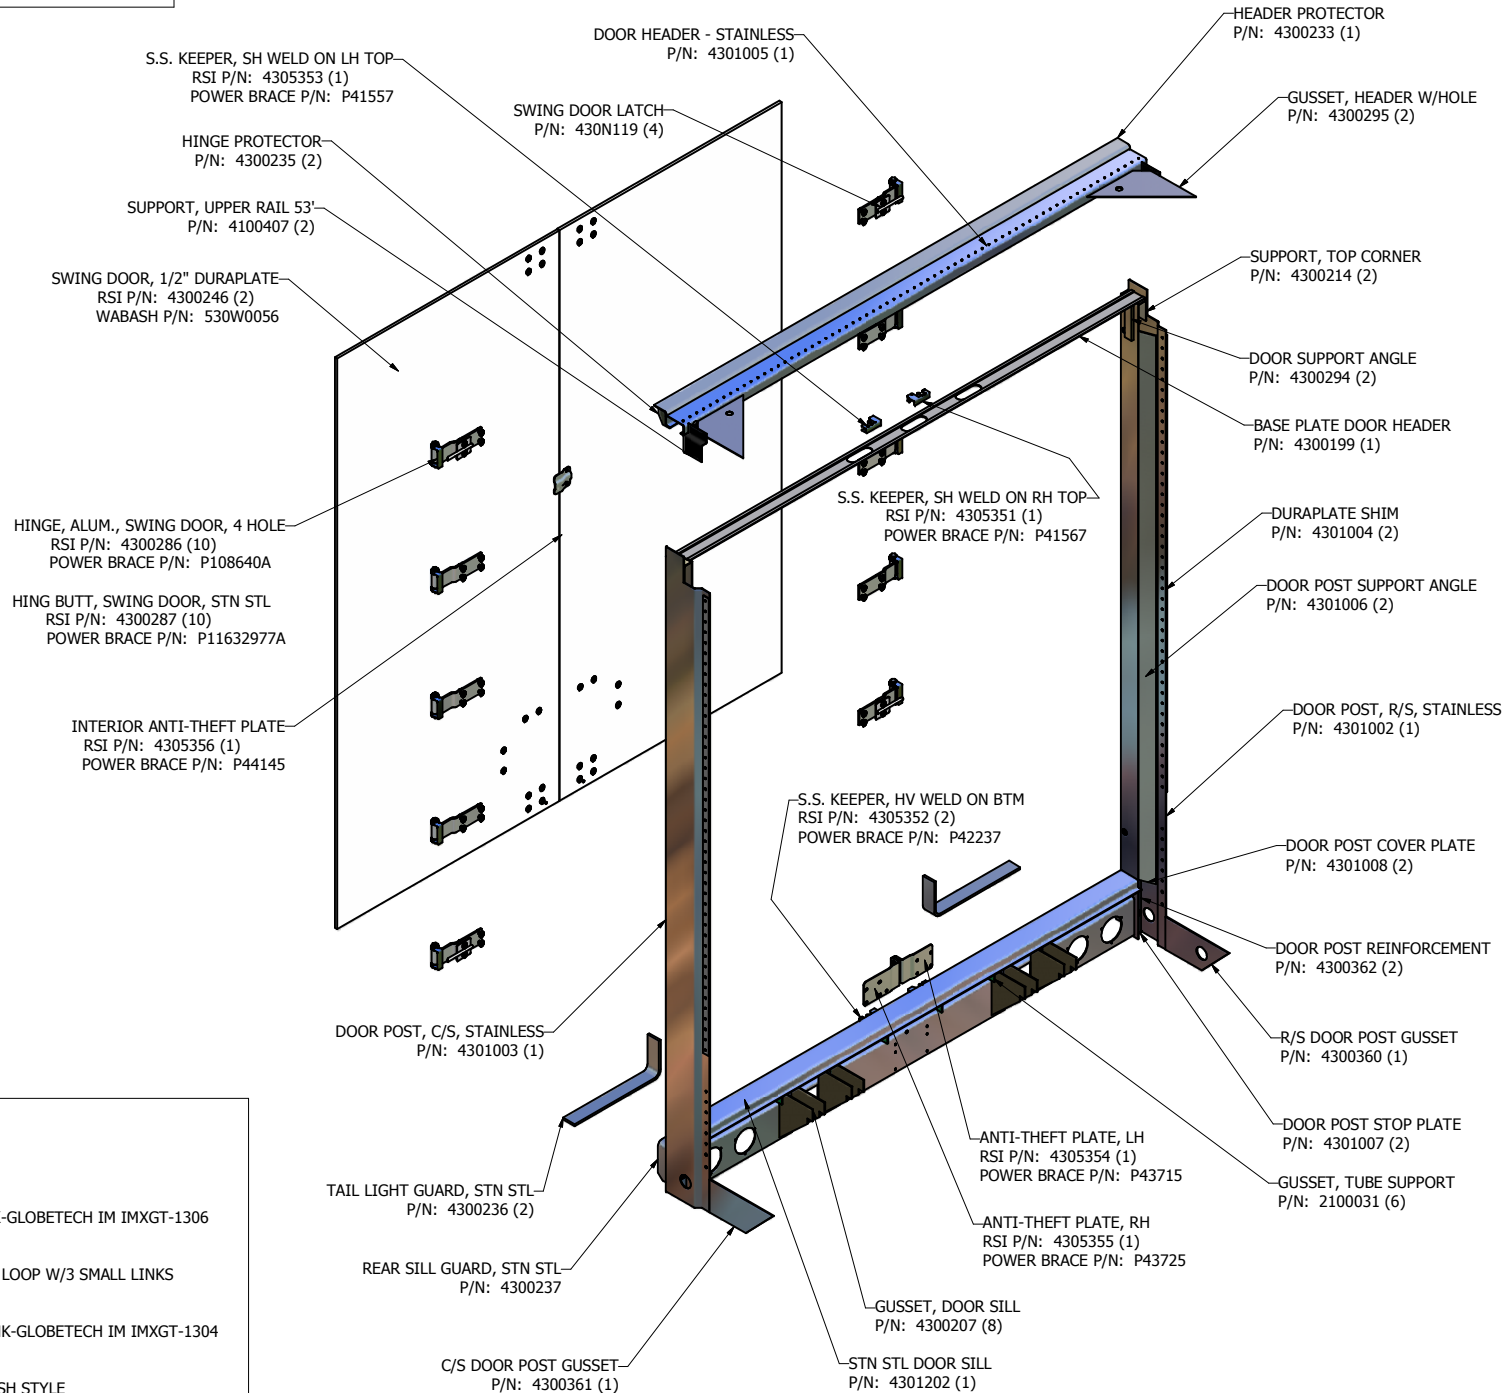 HEADER PROTECTOR
P/N: 4300233 (1)
DOOR HEADER - STAINLESS
P/N: 4301005 (1)
S.S. KEEPER, SH WELD ON LH TOP
RSI P/N: 4305353 (1)
POWER BRACE P/N: P41557
SWING DOOR LATCH
P/N: 430N119 (4)
GUSSET, HEADER W/HOLE
P/N: 4300295 (2)
HINGE PROTECTOR
P/N: 4300235 (2)
SUPPORT, UPPER RAIL 53'
P/N: 4100407 (2)
SUPPORT, TOP CORNER
P/N: 4300214 (2)
SWING DOOR, 1/2" DURAPLATE
RSI P/N: 4300246 (2)
WABASH P/N: 530W0056
DOOR SUPPORT ANGLE
P/N: 4300294 (2)
BASE PLATE DOOR HEADER
P/N: 4300199 (1)
S.S. KEEPER, SH WELD ON RH TOP
RSI P/N: 4305351 (1)
POWER BRACE P/N: P41567
HINGE, ALUM., SWING DOOR, 4 HOLE
RSI P/N: 4300286 (10)
POWER BRACE P/N: P108640A
DURAPLATE SHIM
P/N: 4301004 (2)
HING BUTT, SWING DOOR, STN STL
RSI P/N: 4300287 (10)
POWER BRACE P/N: P11632977A
DOOR POST SUPPORT ANGLE
P/N: 4301006 (2)
INTERIOR ANTI-THEFT PLATE
RSI P/N: 4305356 (1)
POWER BRACE P/N: P44145
DOOR POST, R/S, STAINLESS
P/N: 4301002 (1)
S.S. KEEPER, HV WELD ON BTM
RSI P/N: 4305352 (2)
POWER BRACE P/N: P42237
DOOR POST COVER PLATE
P/N: 4301008 (2)
DOOR POST REINFORCEMENT
P/N: 4300362 (2)
DOOR POST, C/S, STAINLESS
P/N: 4301003 (1)
R/S DOOR POST GUSSET
P/N: 4300360 (1)
DOOR POST STOP PLATE
P/N: 4301007 (2)
ANTI-THEFT PLATE, LH
RSI P/N: 4305354 (1)
POWER BRACE P/N: P43715
GUSSET, TUBE SUPPORT
P/N: 2100031 (6)
TAIL LIGHT GUARD, STN STL
P/N: 4300236 (2)
ANTI-THEFT PLATE, RH
RSI P/N: 4305355 (1)
POWER BRACE P/N: P43725
REAR SILL GUARD, STN STL
P/N: 4300237
GUSSET, DOOR SILL
P/N: 4300207 (8)
C/S DOOR POST GUSSET
P/N: 4300361 (1)
STN STL DOOR SILL
P/N: 4301202 (1)
-GLOBETECH IM IMXGT-1306
LOOP W/3 SMALL LINKS
IK-GLOBETECH IM IMXGT-1304
SH STYLE